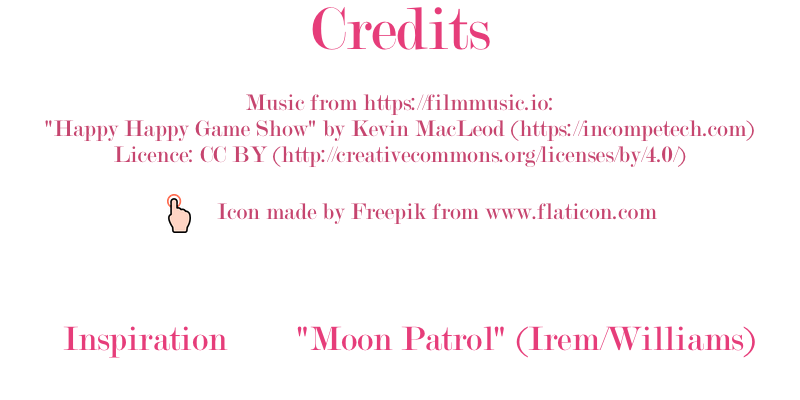 Credits
Music from https://filmmusic.io:
"Happy Happy Game Show" by Kevin MacLeod (https://incompetech.com)
Licence: CC BY (http://creativecommons.org/licenses/by/4.0/)
Icon made by Freepik from www.flaticon.com
Inspiration "Moon Patrol" (Irem/Williams)